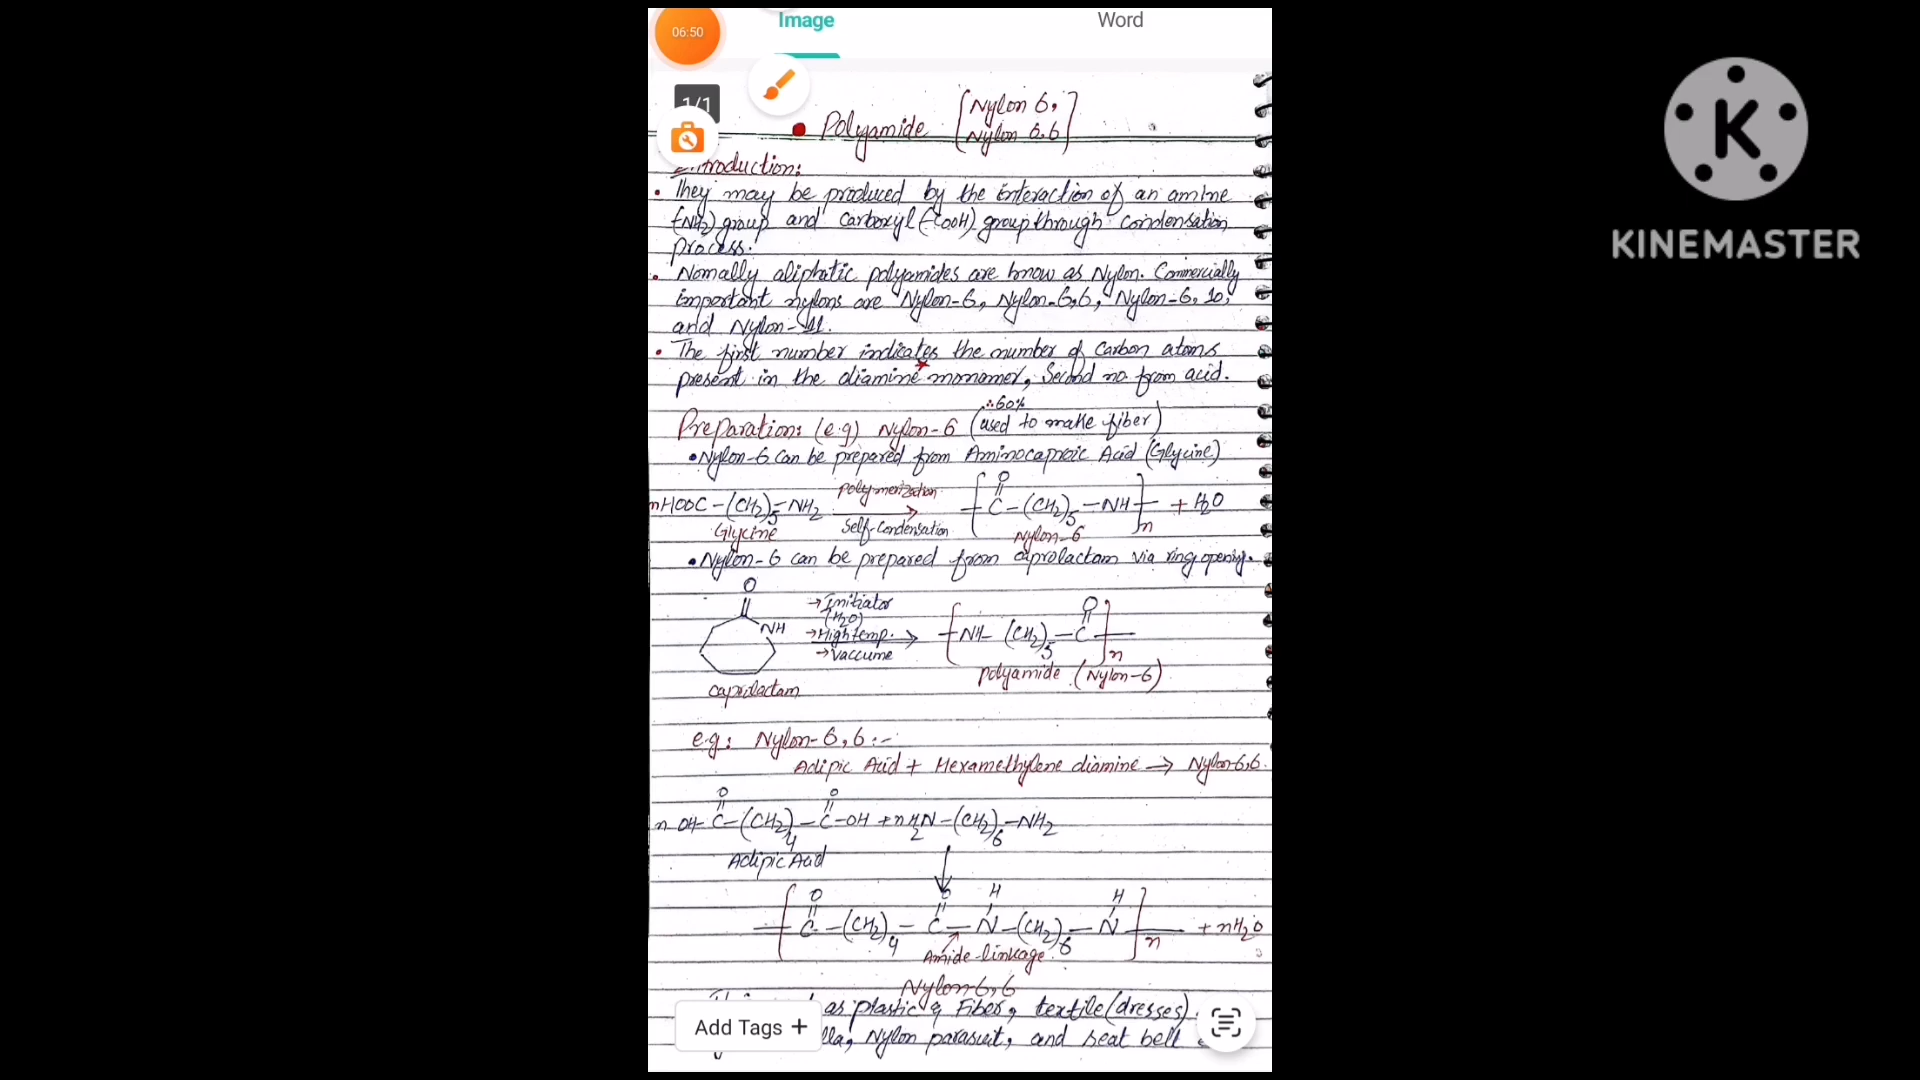 06:50
Image Word
1/1
Polyamide [Nylon 6,
Nylon 6.6]
Introduction:
• They may be produced by the interaction of an amine
(-NH2) group and carboxyl (-COOH) group through condensation
process.
• Nomally aliphatic polyamides are know as Nylon. Commercially
important nylons are Nylon-6, Nylon-6,6, Nylon-6, 10,
and Nylon-11.
• The first number indicates the number of Carbon atoms
present in the diamine monomer, Second no from acid.
∴60%
Preparation: (e.g) Nylon-6 (used to make fiber)
• Nylon-6 can be prepared from Aminocaproic Acid (Glycine)
nHOOC-(CH2)5-NH2 polymerization Self-Condensation [C(=O)-(CH2)5-NH]n + H2O
Glycine Nylon-6
• Nylon-6 can be prepared from caprolactam via ring opening.
O
NH
→ Initiator
(H2O)
→ High temp. → [NH-(CH2)5-C(=O)]n
→ Vaccume
caprolactam polyamide (Nylon-6)
e.g: Nylon-6,6:-
Adipic Acid + Hexamethylene diamine → Nylon 6,6.
n OH-C(=O)-(CH2)4-C(=O)-OH + n H2N-(CH2)6-NH2
Adipic Acid
[C(=O)-(CH2)4-C(=O)-N(H)-(CH2)6-N(H)]n + nH2O
Amide-linkage
Nylon 6,6
as plastic & Fiber, textile (dresses).
Add Tags +
lla, Nylon parasuit, and seat belt
K
KINEMASTER